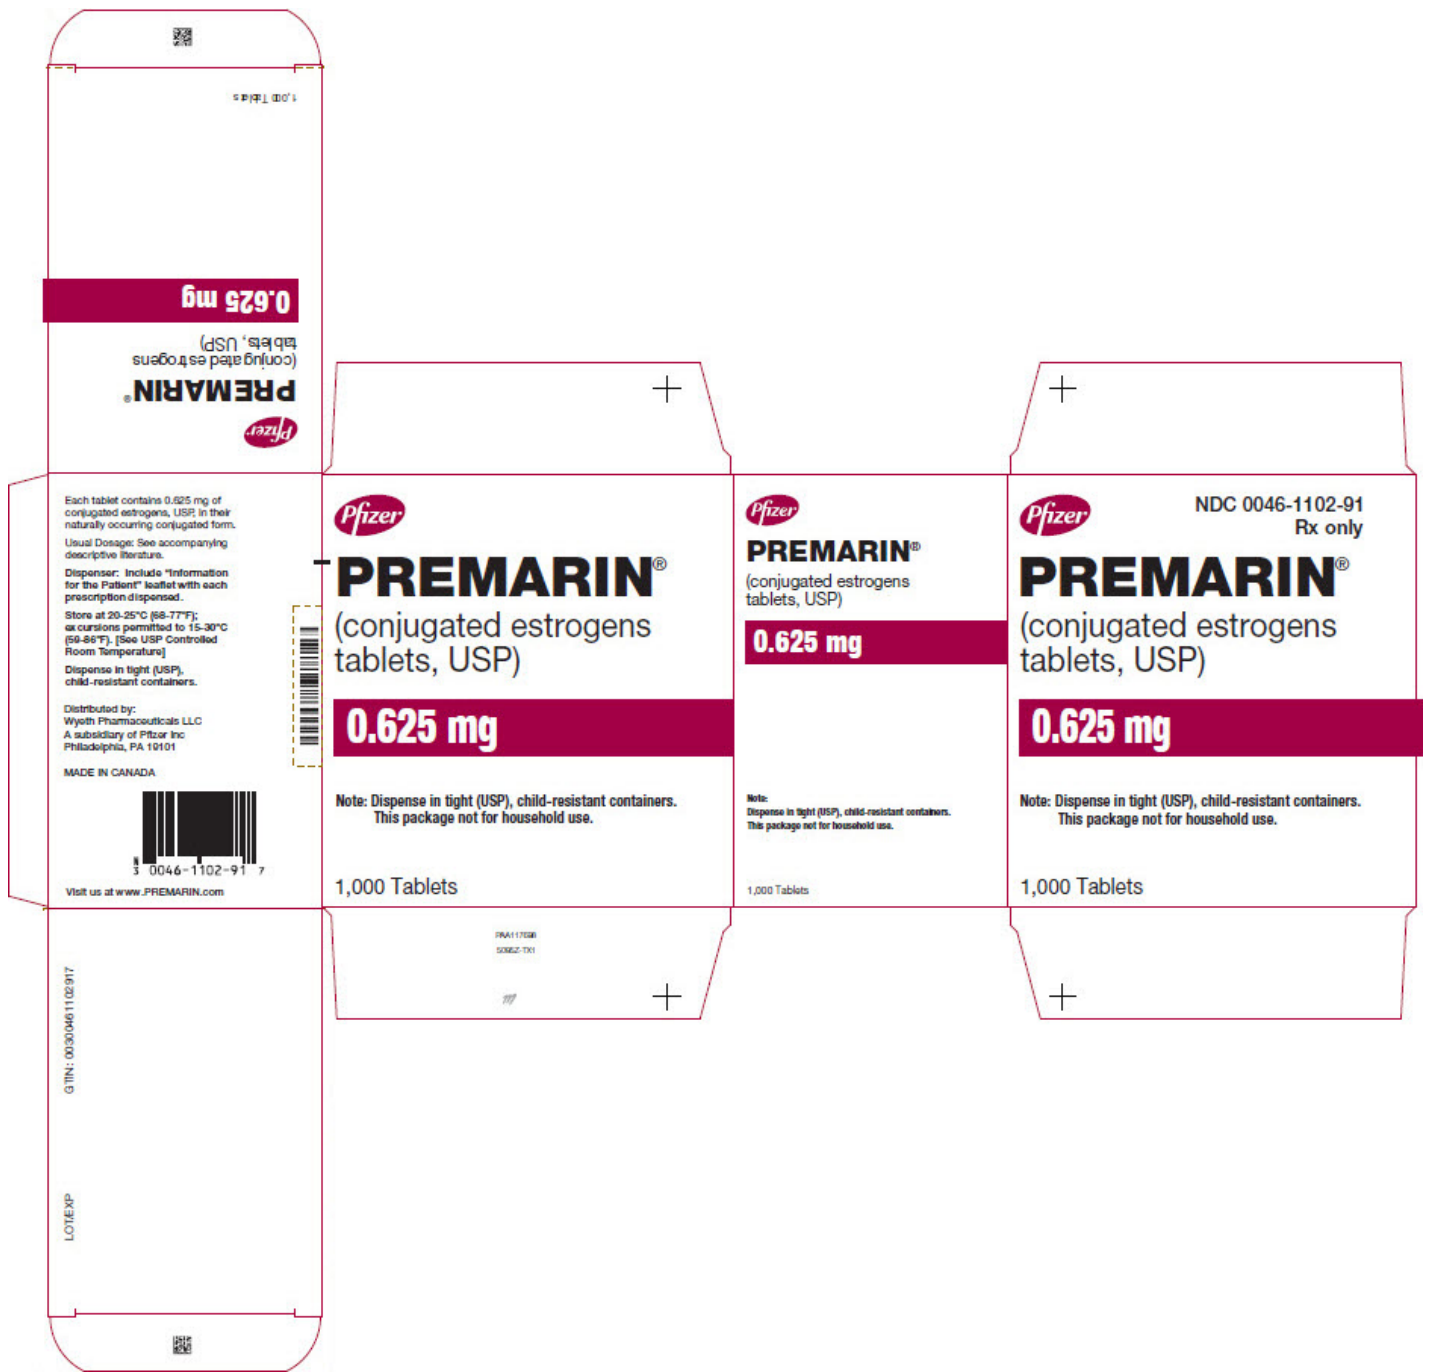 1,000 Tablets
0.625 mg
(conjugated estrogens
tablets, USP)
PREMARIN®
Pfizer
Each tablet contains 0.625 mg of
conjugated estrogens, USP, in their
naturally occurring conjugated form.
Usual Dosage: See accompanying
descriptive literature.
Dispenser: Include "Information
for the Patient" leaflet with each
prescription dispensed.
Store at 20-25°C (68-77°F);
excursions permitted to 15-30°C
(59-86°F). [See USP Controlled
Room Temperature]
Dispense in tight (USP),
child-resistant containers.
Distributed by:
Wyeth Pharmaceuticals LLC
A subsidiary of Pfizer Inc
Philadelphia, PA 19101
MADE IN CANADA
3 0046-1102-91 7
Visit us at www.PREMARIN.com
GTIN: 00300461102917
LOT/EXP
Pfizer
PREMARIN®
(conjugated estrogens
tablets, USP)
0.625 mg
Note: Dispense in tight (USP), child-resistant containers.
This package not for household use.
1,000 Tablets
Pfizer
PREMARIN®
(conjugated estrogens
tablets, USP)
0.625 mg
Note:
Dispense in tight (USP), child-resistant containers.
This package not for household use.
1,000 Tablets
Pfizer
NDC 0046-1102-91
Rx only
PREMARIN®
(conjugated estrogens
tablets, USP)
0.625 mg
Note: Dispense in tight (USP), child-resistant containers.
This package not for household use.
1,000 Tablets